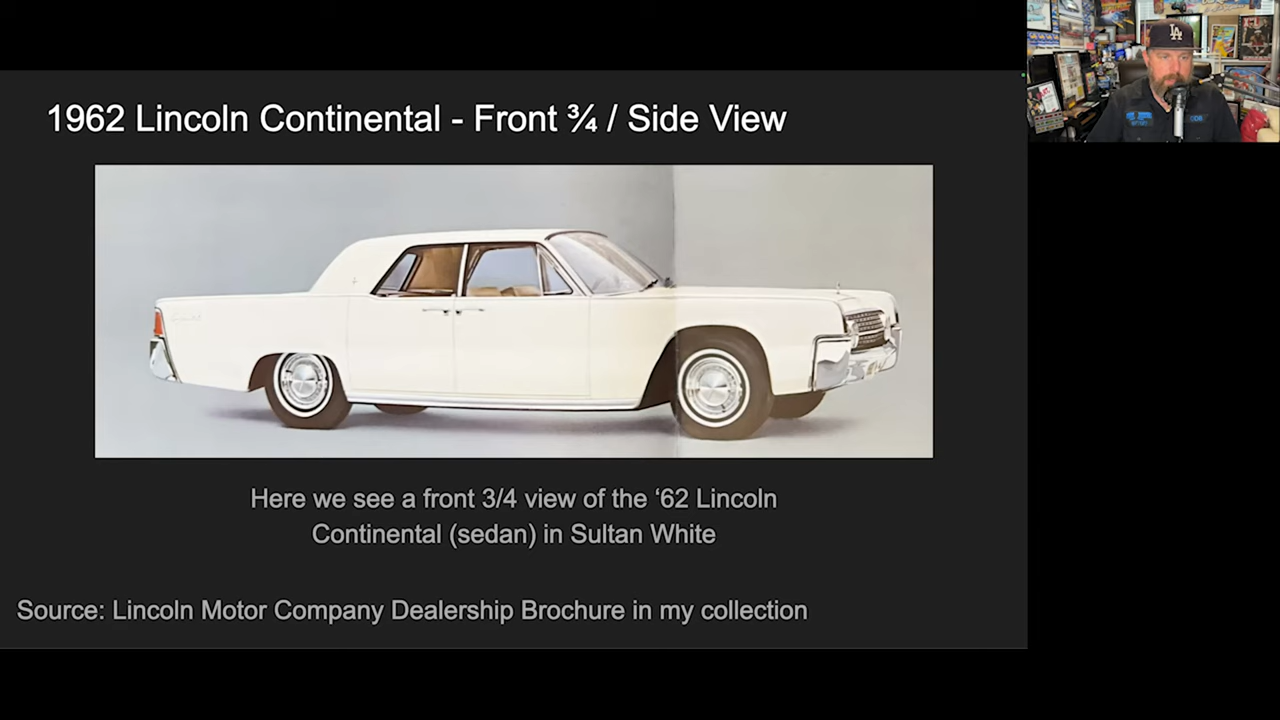 1962 Lincoln Continental - Front ¾ / Side View
LA
Here we see a front 3/4 view of the ‘62 Lincoln
Continental (sedan) in Sultan White
Source: Lincoln Motor Company Dealership Brochure in my collection